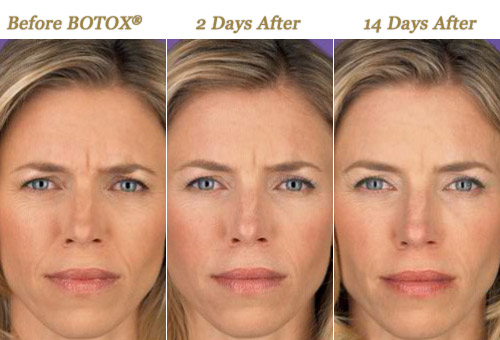 Before BOTOX®
2 Days After
14 Days After